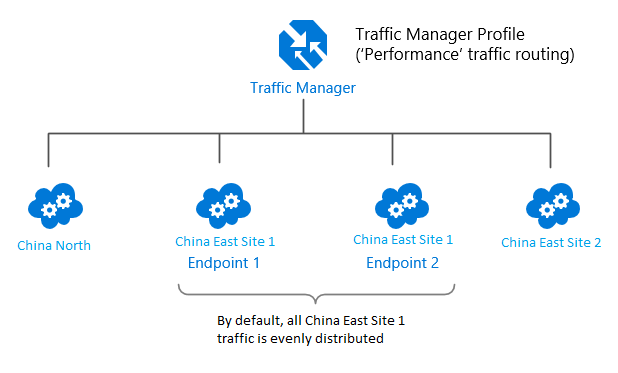 Traffic Manager Profile
('Performance' traffic routing)
Traffic Manager
China North
China East Site 1
Endpoint 1
China East Site 1
Endpoint 2
China East Site 2
By default, all China East Site 1
traffic is evenly distributed